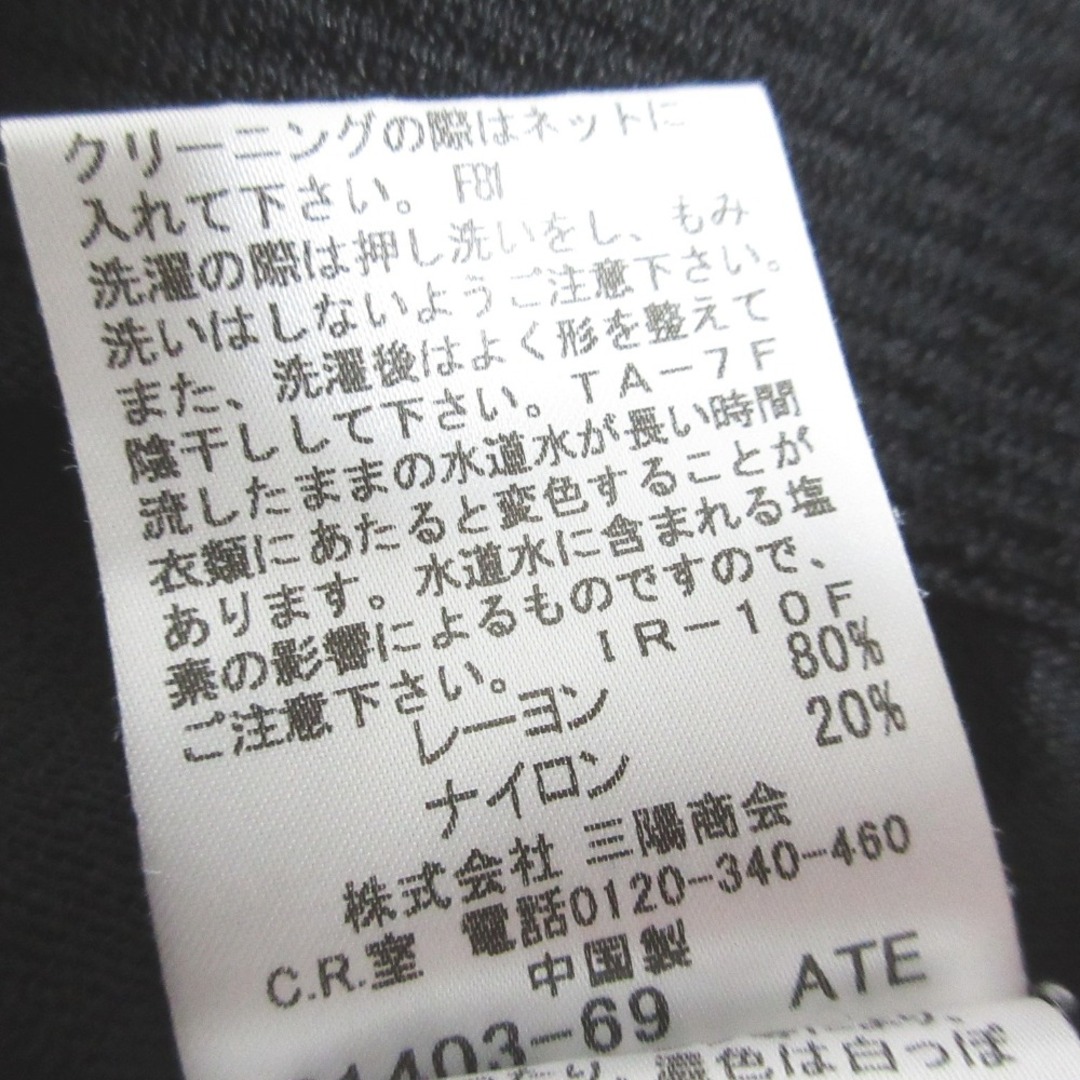 クリーニングの際はネットに
入れて下さい。 F81
洗濯の際は押し洗いをし、もみ
洗いはしないようご注意下さい。
また、洗濯後はよく形を整えて
陰干しして下さい。TA-7F
流したままの水道水が長い時間
衣類にあたると変色することが
あります。水道水に含まれる塩
素の影響によるものですので、
ご注意下さい。 IR-10F
レーヨン 80%
ナイロン 20%
株式会社 三陽商会
C.R.室 電話0120-340-460
中国製
1403-69 ATE
色は白っぽ